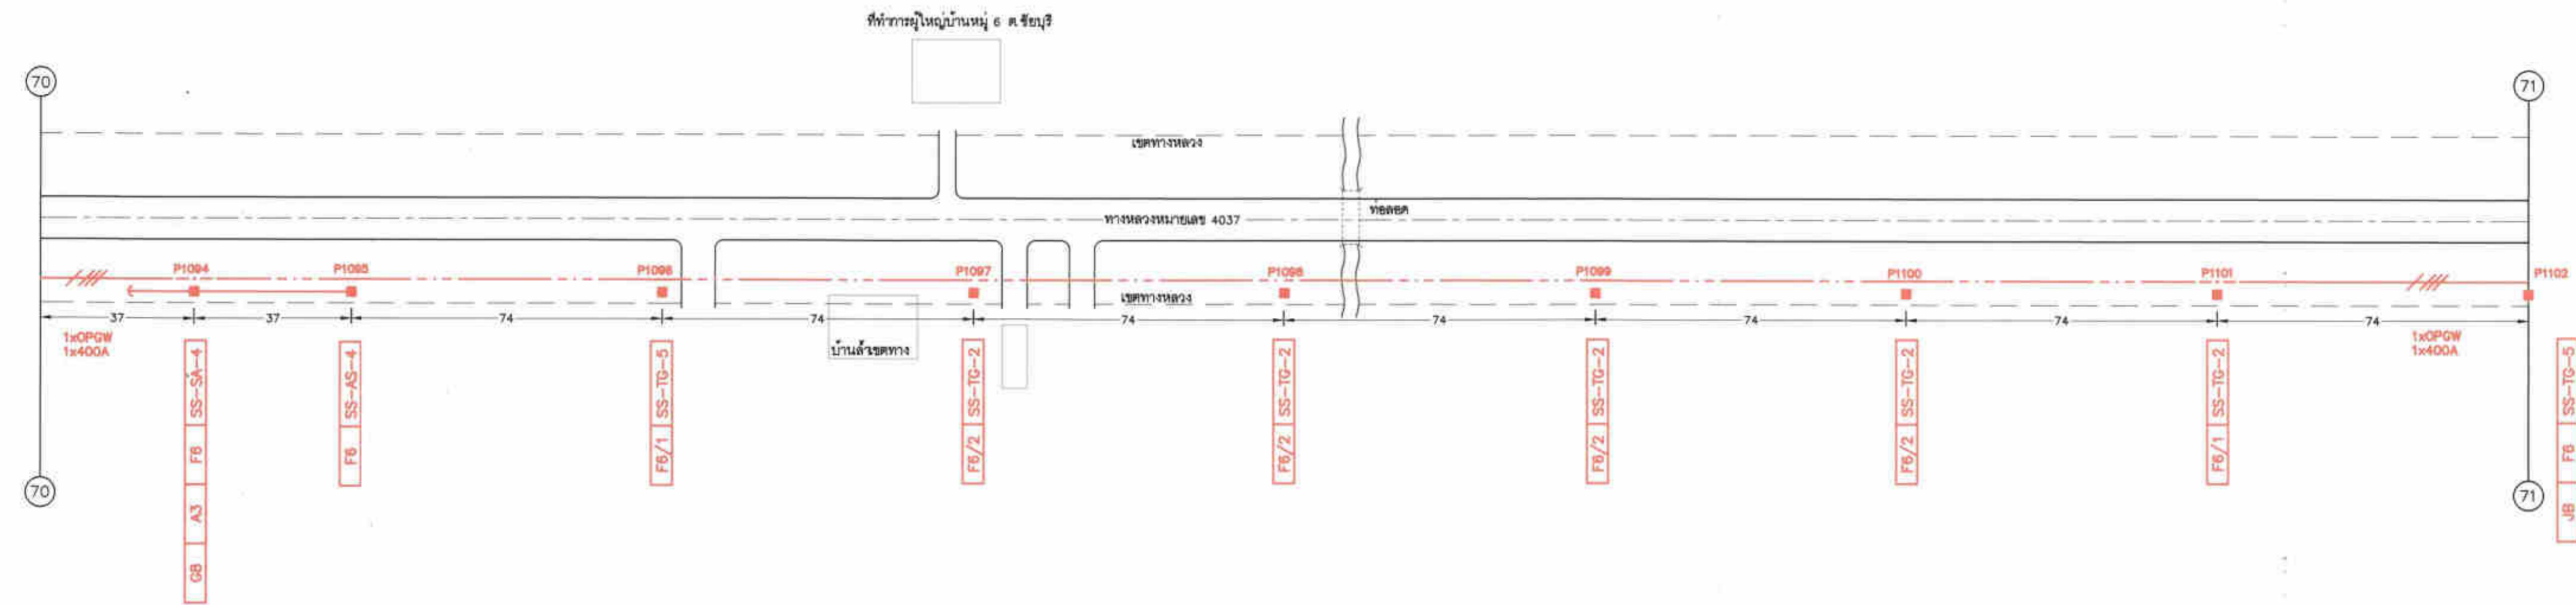 ที่ทำการผู้ใหญ่บ้านหมู่ 6 ต.ชัยบุรี
70
71
เขตทางหลวง
ทางหลวงหมายเลข 4037
ท่อลอด
P1094
P1095
P1096
P1097
P1098
P1099
P1100
P1101
P1102
เขตทางหลวง
37
37
74
74
74
74
74
74
74
1xOPGW
1x400A
บ้านล้ำเขตทาง
1xOPGW
1x400A
GB A3 F6 SS-SA-4
F6 SS-AS-4
F6/1 SS-TG-5
F6/2 SS-TG-2
F6/2 SS-TG-2
F6/2 SS-TG-2
F6/2 SS-TG-2
F6/1 SS-TG-2
JB F6 SS-TG-5
70
71